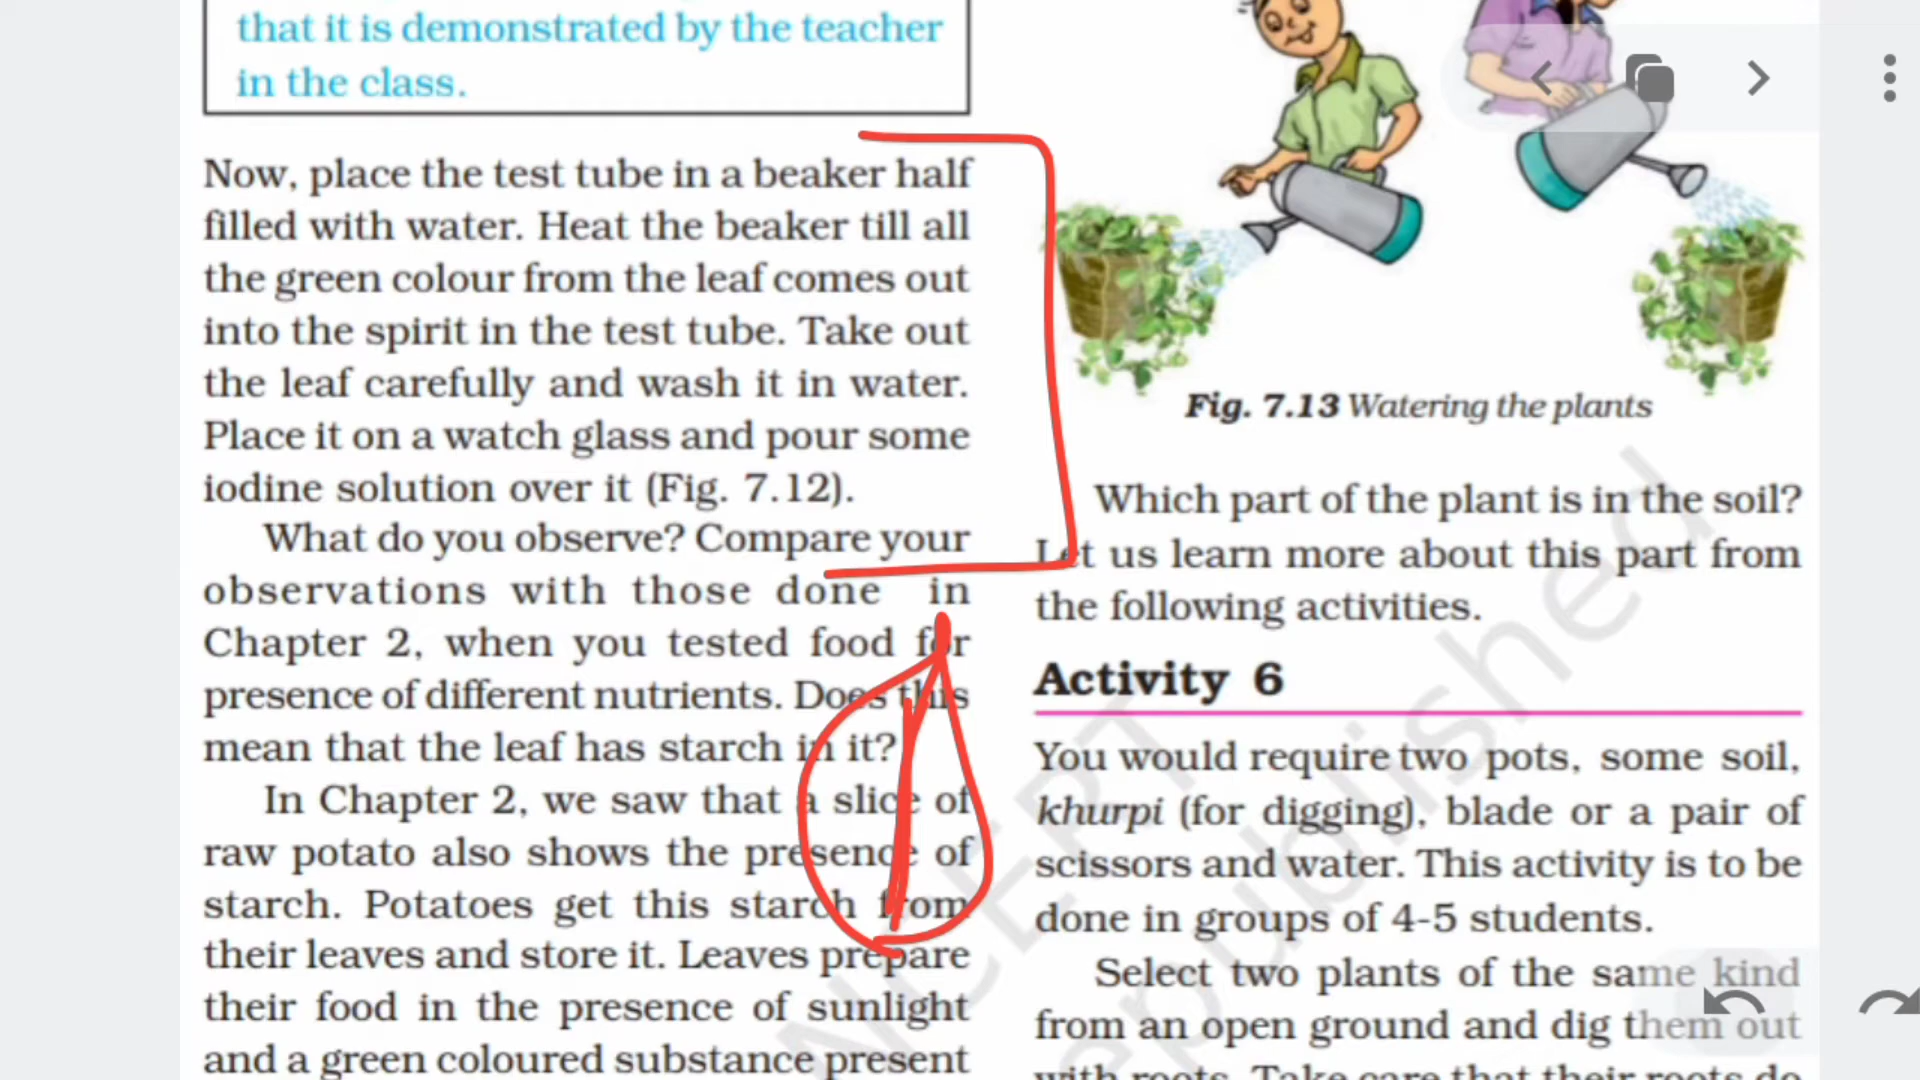 that it is demonstrated by the teacher
in the class.
Now, place the test tube in a beaker half
filled with water. Heat the beaker till all
the green colour from the leaf comes out
into the spirit in the test tube. Take out
the leaf carefully and wash it in water.
Place it on a watch glass and pour some
iodine solution over it (Fig. 7.12).
What do you observe? Compare your
observations with those done in
Chapter 2, when you tested food for
presence of different nutrients. Does this
mean that the leaf has starch in it?
In Chapter 2, we saw that a slice of
raw potato also shows the presence of
starch. Potatoes get this starch from
their leaves and store it. Leaves prepare
their food in the presence of sunlight
and a green coloured substance present
Fig. 7.13 Watering the plants
Which part of the plant is in the soil?
Let us learn more about this part from
the following activities.
Activity 6
You would require two pots, some soil,
khurpi (for digging), blade or a pair of
scissors and water. This activity is to be
done in groups of 4-5 students.
Select two plants of the same kind
from an open ground and dig them out
with roots. Take care that their roots do
NCERT
epublished